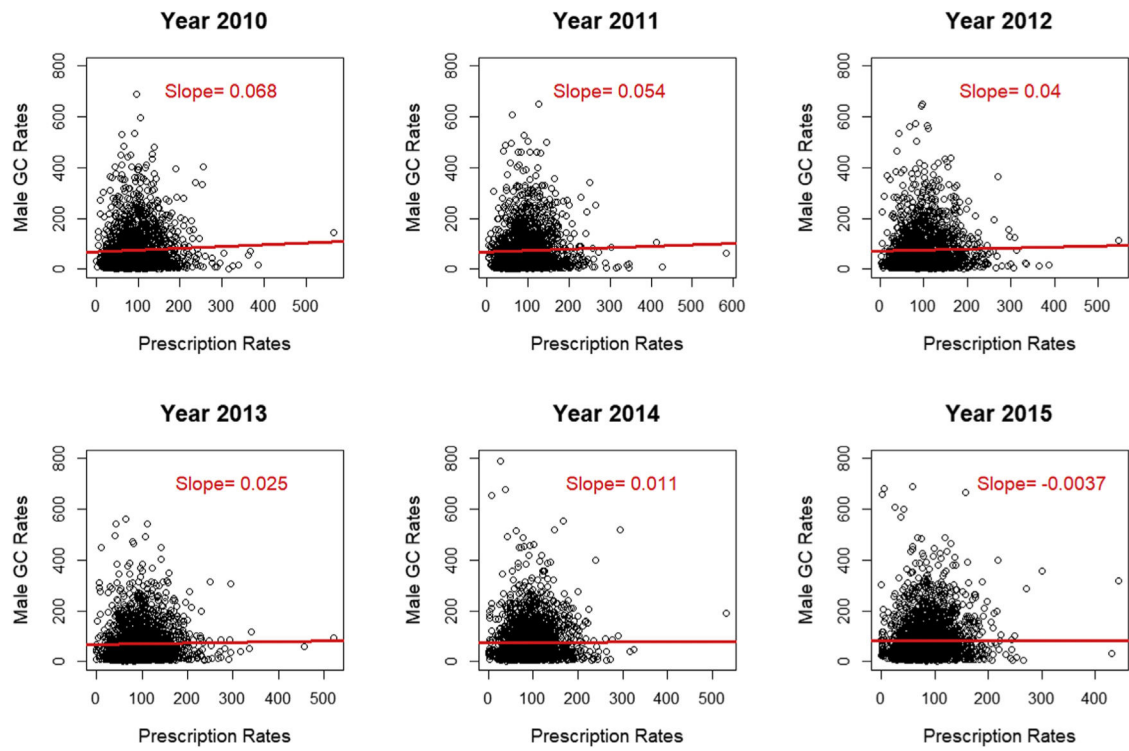 Year 2010
Year 2011
Year 2012
Slope= 0.068
Slope= 0.054
Slope= 0.04
Male GC Rates
0 200 400 600 800
0 100 200 300 400 500
Prescription Rates
Male GC Rates
0 200 400 600 800
0 100 200 300 400 500 600
Prescription Rates
Male GC Rates
0 200 400 600 800
0 100 200 300 400 500
Prescription Rates
Year 2013
Year 2014
Year 2015
Slope= 0.025
Slope= 0.011
Slope= -0.0037
Male GC Rates
0 200 400 600 800
0 100 200 300 400 500
Prescription Rates
Male GC Rates
0 200 400 600 800
0 100 200 300 400 500
Prescription Rates
Male GC Rates
0 200 400 600 800
0 100 200 300 400
Prescription Rates